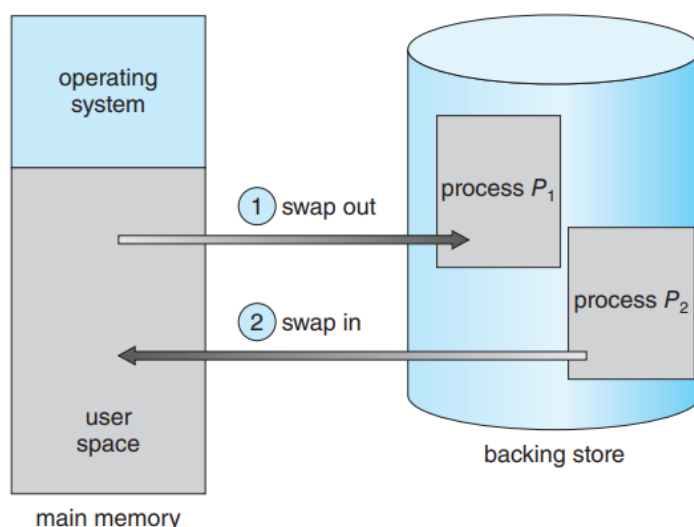 operating
system
1 swap out
process P1
2 swap in
process P2
user
space
backing store
main memory